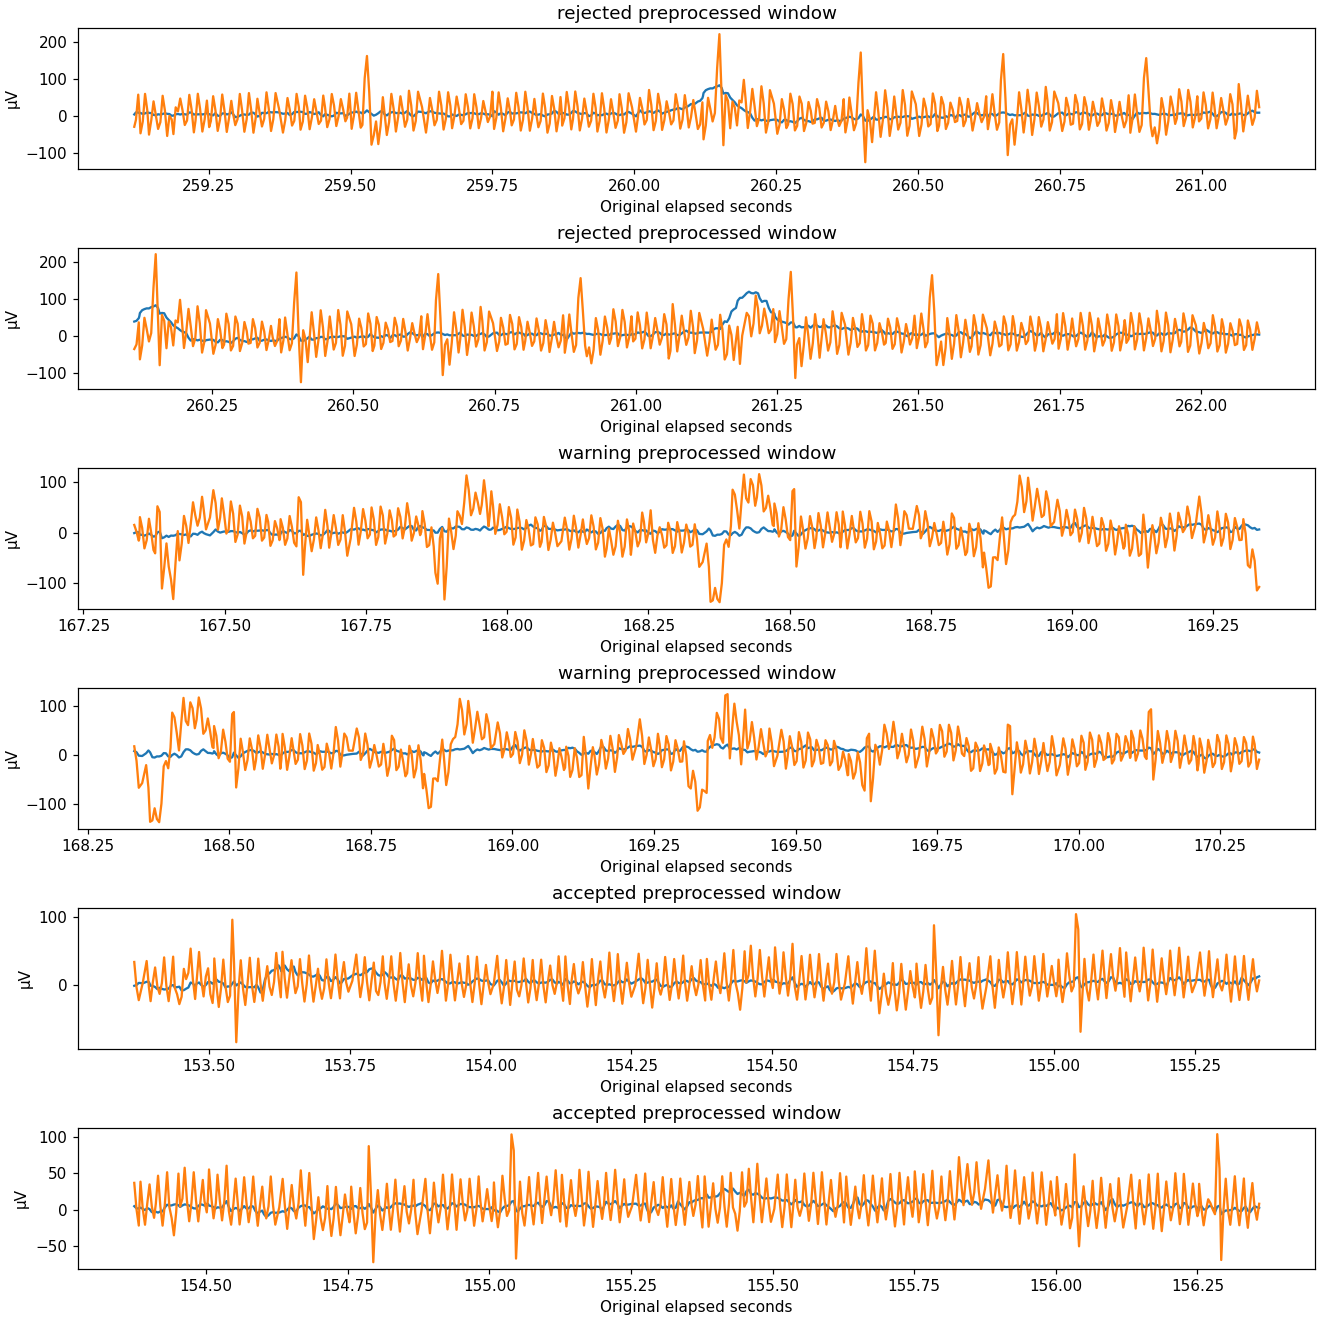 rejected preprocessed window
200
100
0
−100
µV
259.25 259.50 259.75 260.00 260.25 260.50 260.75 261.00
Original elapsed seconds
rejected preprocessed window
200
100
0
−100
µV
260.25 260.50 260.75 261.00 261.25 261.50 261.75 262.00
Original elapsed seconds
warning preprocessed window
100
0
−100
µV
167.25 167.50 167.75 168.00 168.25 168.50 168.75 169.00 169.25
Original elapsed seconds
warning preprocessed window
100
0
−100
µV
168.25 168.50 168.75 169.00 169.25 169.50 169.75 170.00 170.25
Original elapsed seconds
accepted preprocessed window
100
0
µV
153.50 153.75 154.00 154.25 154.50 154.75 155.00 155.25
Original elapsed seconds
accepted preprocessed window
100
50
0
−50
µV
154.50 154.75 155.00 155.25 155.50 155.75 156.00 156.25
Original elapsed seconds